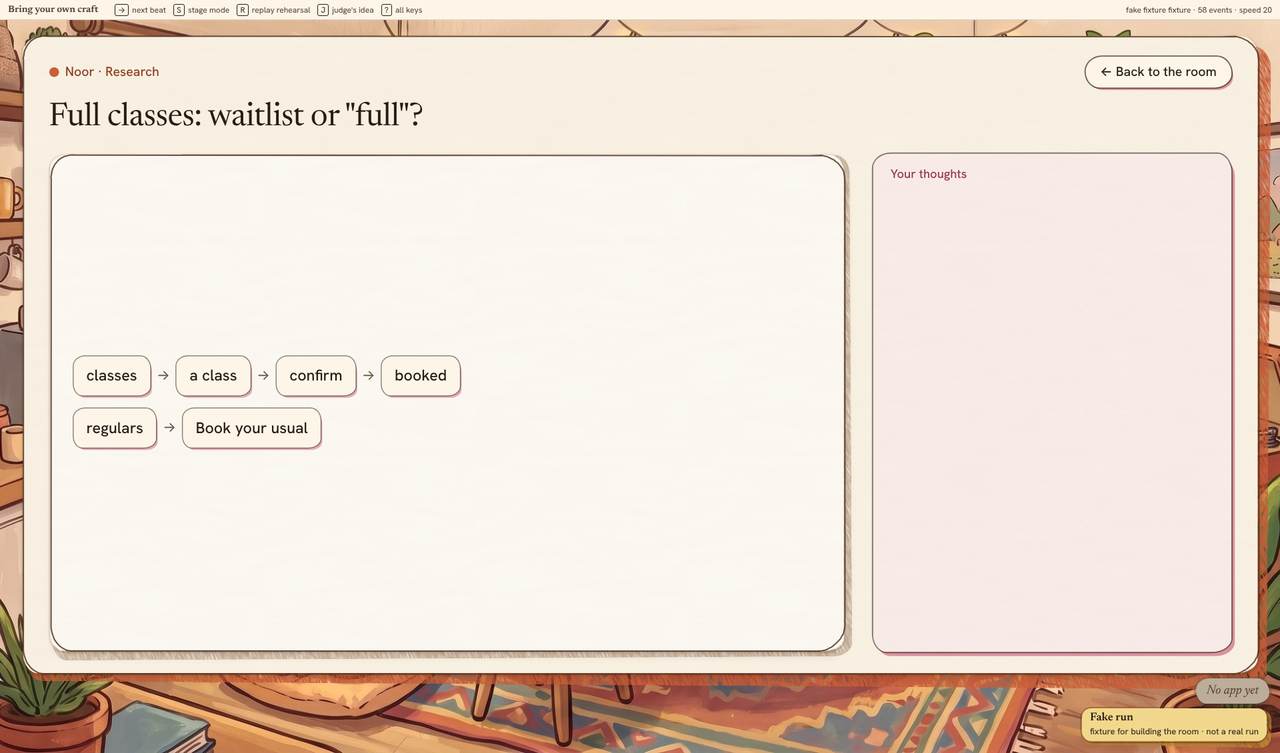 Bring your own craft → next beat S stage mode R replay rehearsal J judge's idea ? all keys fake fixture fixture · 58 events · speed 20
Noor · Research
← Back to the room
Full classes: waitlist or "full"?
Your thoughts
classes → a class → confirm → booked
regulars → Book your usual
No app yet
Fake run
fixture for building the room · not a real run